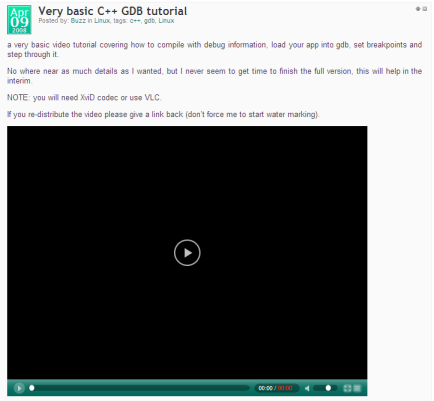 Apr
09
2008
Very basic C++ GDB tutorial
Posted by: Buzz in Linux, tags: c++, gdb, Linux
a very basic video tutorial covering how to compile with debug information, load your app into gdb, set breakpoints and
step through it.
No where near as much details as I wanted, but I never seem to get time to finish the full version, this will help in the
interim.
NOTE: you will need XviD codec or use VLC.
If you re-distribute the video please give a link back (don't force me to start water marking).
00:00 / 00:00